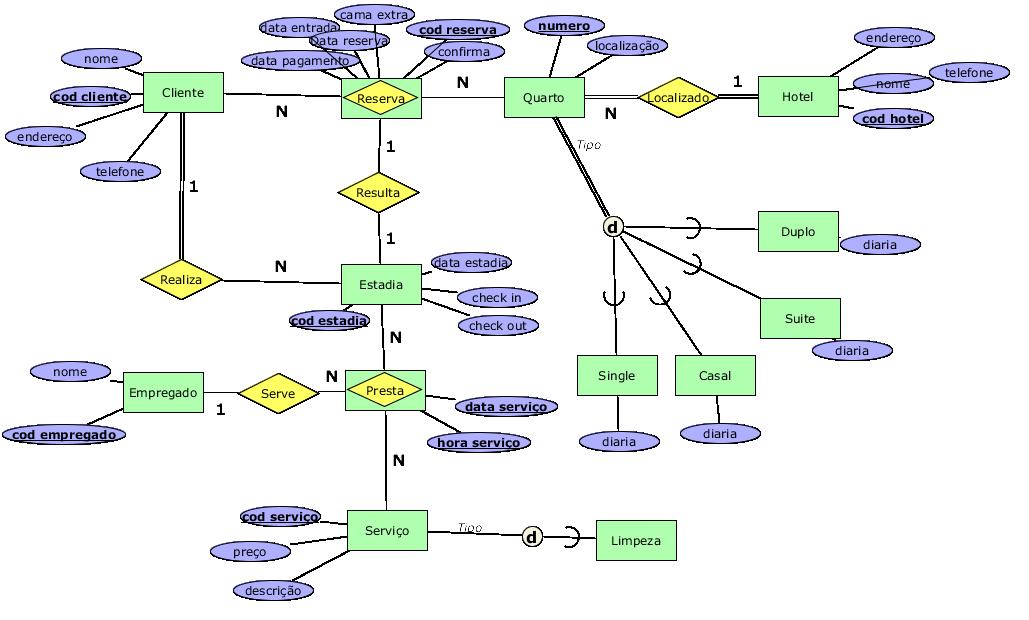 cama extra
data entrada
cod reserva
numero
endereço
Data reserva
localização
nome
data pagamento
confirma
telefone
nome
N
1
Cliente
Reserva
Quarto
Localizado
Hotel
cod cliente
N
N
cod hotel
endereço
1
Tipo
telefone
1
Resulta
Duplo
d
diaria
1
N
data estadia
Realiza
Estadia
check in
cod estadia
check out
Suite
N
diaria
nome
N
Single
Casal
Empregado
Serve
Presta
1
data serviço
cod empregado
hora serviço
diaria
diaria
N
cod serviço
Serviço
Tipo
d
Limpeza
preço
descrição